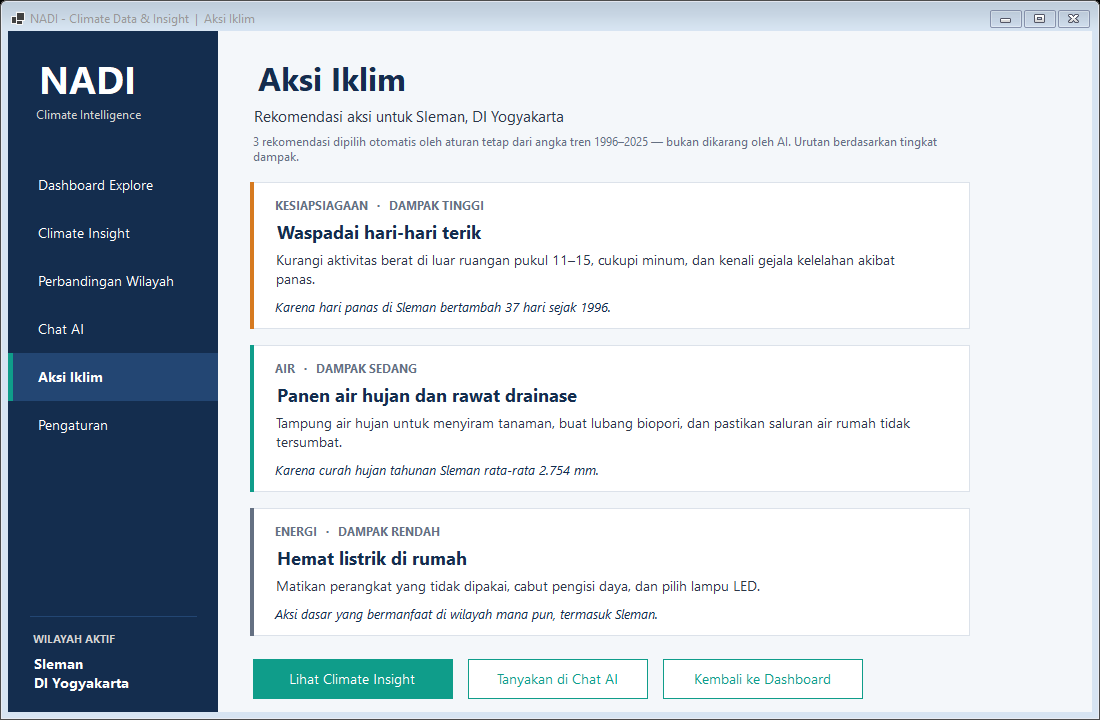 NADI - Climate Data & Insight | Aksi Iklim
NADI
Climate Intelligence
Dashboard Explore
Climate Insight
Perbandingan Wilayah
Chat AI
Aksi Iklim
Pengaturan
WILAYAH AKTIF
Sleman
DI Yogyakarta
Aksi Iklim
Rekomendasi aksi untuk Sleman, DI Yogyakarta
3 rekomendasi dipilih otomatis oleh aturan tetap dari angka tren 1996–2025 — bukan dikarang oleh AI. Urutan berdasarkan tingkat
dampak.
KESIAPSIAGAAN · DAMPAK TINGGI
Waspadai hari-hari terik
Kurangi aktivitas berat di luar ruangan pukul 11–15, cukupi minum, dan kenali gejala kelelahan akibat
panas.
Karena hari panas di Sleman bertambah 37 hari sejak 1996.
AIR · DAMPAK SEDANG
Panen air hujan dan rawat drainase
Tampung air hujan untuk menyiram tanaman, buat lubang biopori, dan pastikan saluran air rumah tidak
tersumbat.
Karena curah hujan tahunan Sleman rata-rata 2.754 mm.
ENERGI · DAMPAK RENDAH
Hemat listrik di rumah
Matikan perangkat yang tidak dipakai, cabut pengisi daya, dan pilih lampu LED.
Aksi dasar yang bermanfaat di wilayah mana pun, termasuk Sleman.
Lihat Climate Insight
Tanyakan di Chat AI
Kembali ke Dashboard